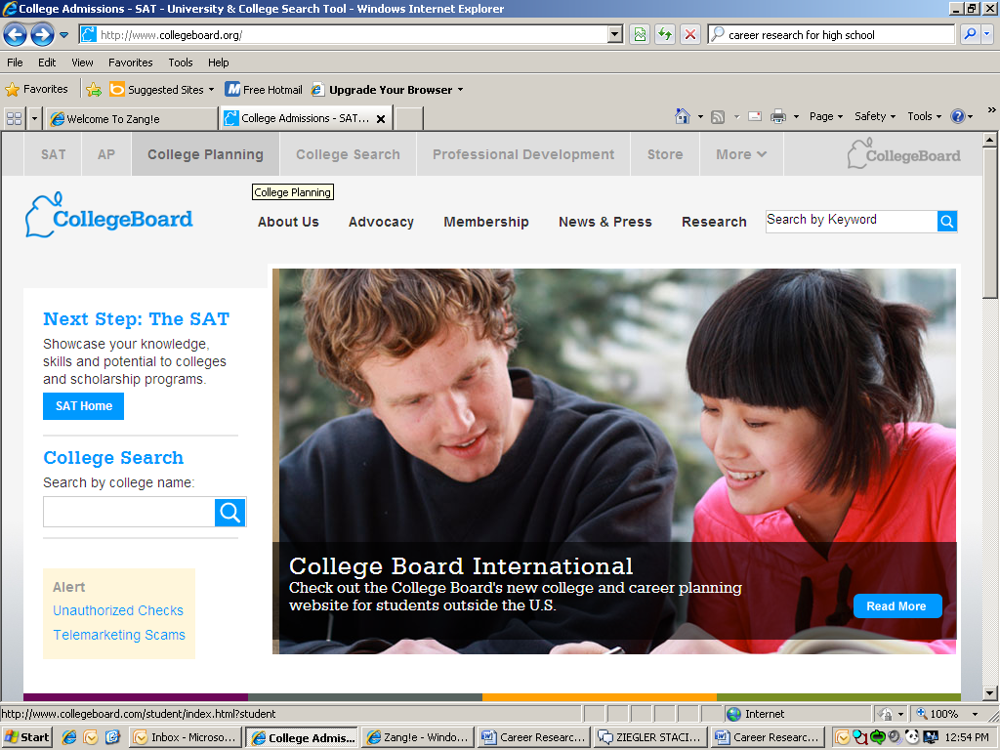 College Admissions - SAT - University & College Search Tool - Windows Internet Explorer
http://www.collegeboard.org/
career research for high school
File Edit View Favorites Tools Help
Favorites Suggested Sites Free Hotmail Upgrade Your Browser
Welcome To Zang!e College Admissions - SAT... Page Safety Tools
SAT AP College Planning College Search Professional Development Store More CollegeBoard
College Planning
CollegeBoard
About Us Advocacy Membership News & Press Research Search by Keyword
Next Step: The SAT
Showcase your knowledge,
skills and potential to colleges
and scholarship programs.
SAT Home
College Search
Search by college name:
Alert
Unauthorized Checks
Telemarketing Scams
College Board International
Check out the College Board's new college and career planning
website for students outside the U.S.
Read More
http://www.collegeboard.com/student/index.html?student Internet 100%
Start Inbox - Microso... College Admis... Zang!e - Windo... Career Researc... ZIEGLER STACI... Career Researc... 12:54 PM